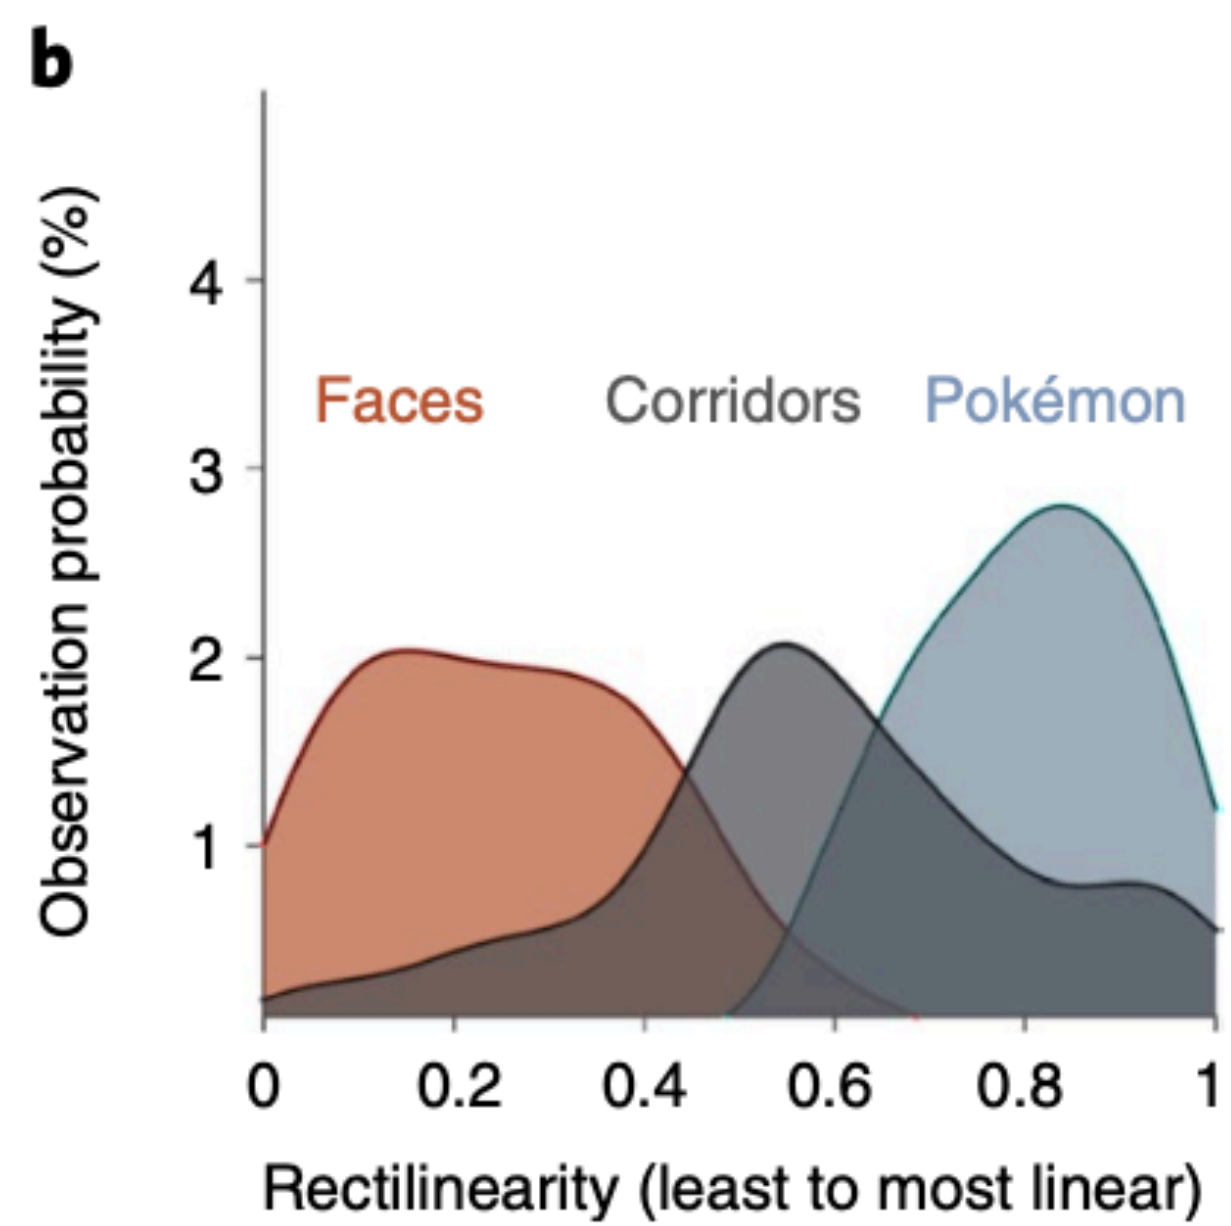 b
Observation probability (%)
4
3
2
1
Faces Corridors Pokémon
0 0.2 0.4 0.6 0.8 1
Rectilinearity (least to most linear)